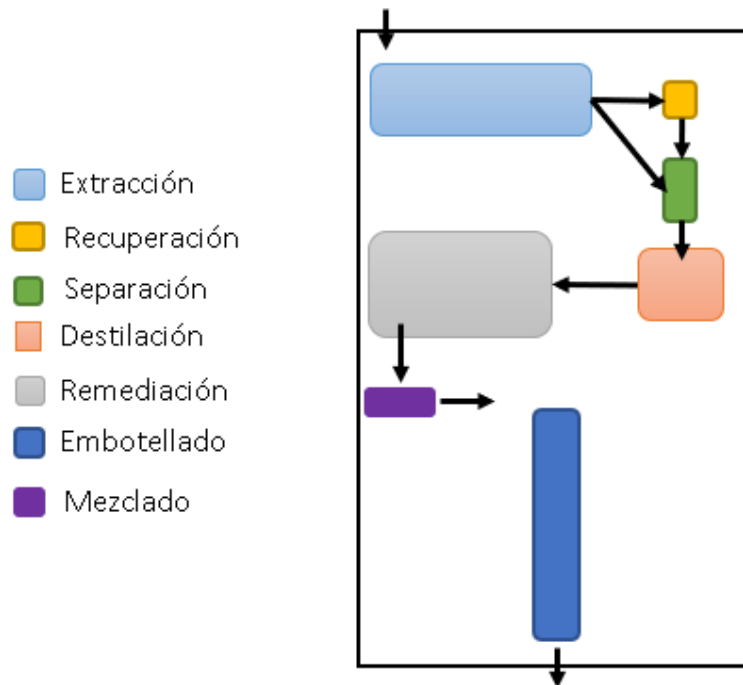 Extracción
Recuperación
Separación
Destilación
Remediación
Embotellado
Mezclado